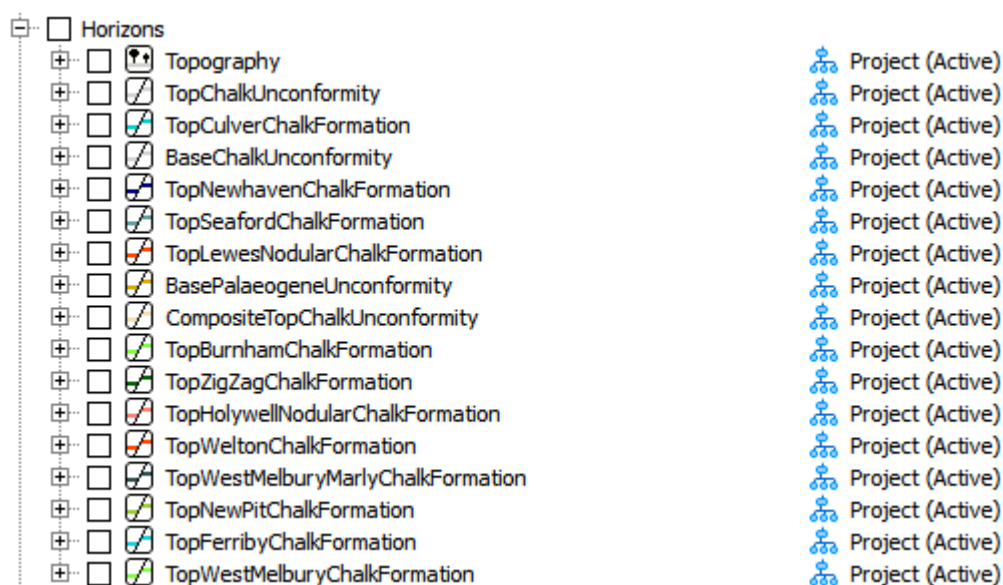 Horizons
Topography Project (Active)
TopChalkUnconformity Project (Active)
TopCulverChalkFormation Project (Active)
BaseChalkUnconformity Project (Active)
TopNewhavenChalkFormation Project (Active)
TopSeafordChalkFormation Project (Active)
TopLewesNodularChalkFormation Project (Active)
BasePalaeogeneUnconformity Project (Active)
CompositeTopChalkUnconformity Project (Active)
TopBurnhamChalkFormation Project (Active)
TopZigZagChalkFormation Project (Active)
TopHolywellNodularChalkFormation Project (Active)
TopWeltonChalkFormation Project (Active)
TopWestMelburyMarlyChalkFormation Project (Active)
TopNewPitChalkFormation Project (Active)
TopFerribyChalkFormation Project (Active)
TopWestMelburyChalkFormation Project (Active)